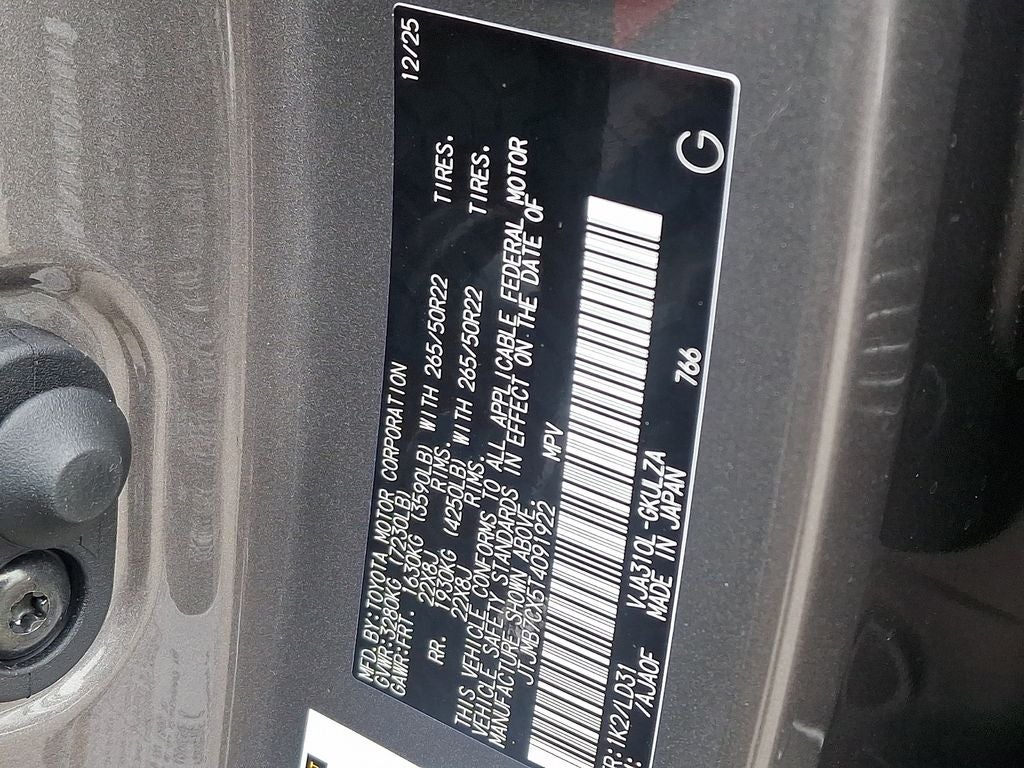 MFD.BY:TOYOTA MOTOR CORPORATION 12/25
GVWR:3280KG (7230LB)
GAWR:FRT. 1630KG (3590LB) WITH 265/50R22 TIRES.
22X8J RIMS.
RR. 1930KG (4250LB) WITH 265/50R22 TIRES.
22X8J RIMS.
THIS VEHICLE CONFORMS TO ALL APPLICABLE FEDERAL MOTOR
VEHICLE SAFETY STANDARDS IN EFFECT ON THE DATE OF
MANUFACTURE SHOWN ABOVE.
JTJMB7CX5T4091922 MPV
R:1K2/LD31 VJA310L-GKULZA 766
: /AJA0F MADE IN JAPAN G